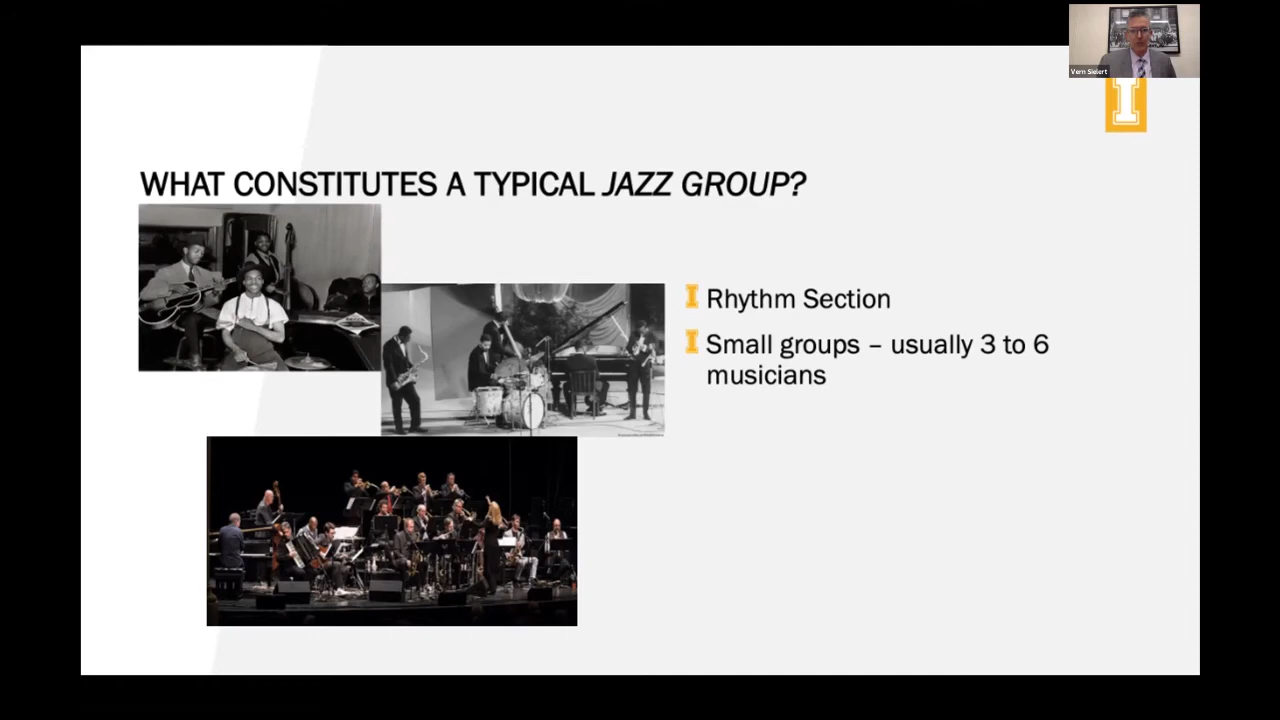 Vern Sielert
I
WHAT CONSTITUTES A TYPICAL JAZZ GROUP?
I Rhythm Section
I Small groups – usually 3 to 6
musicians